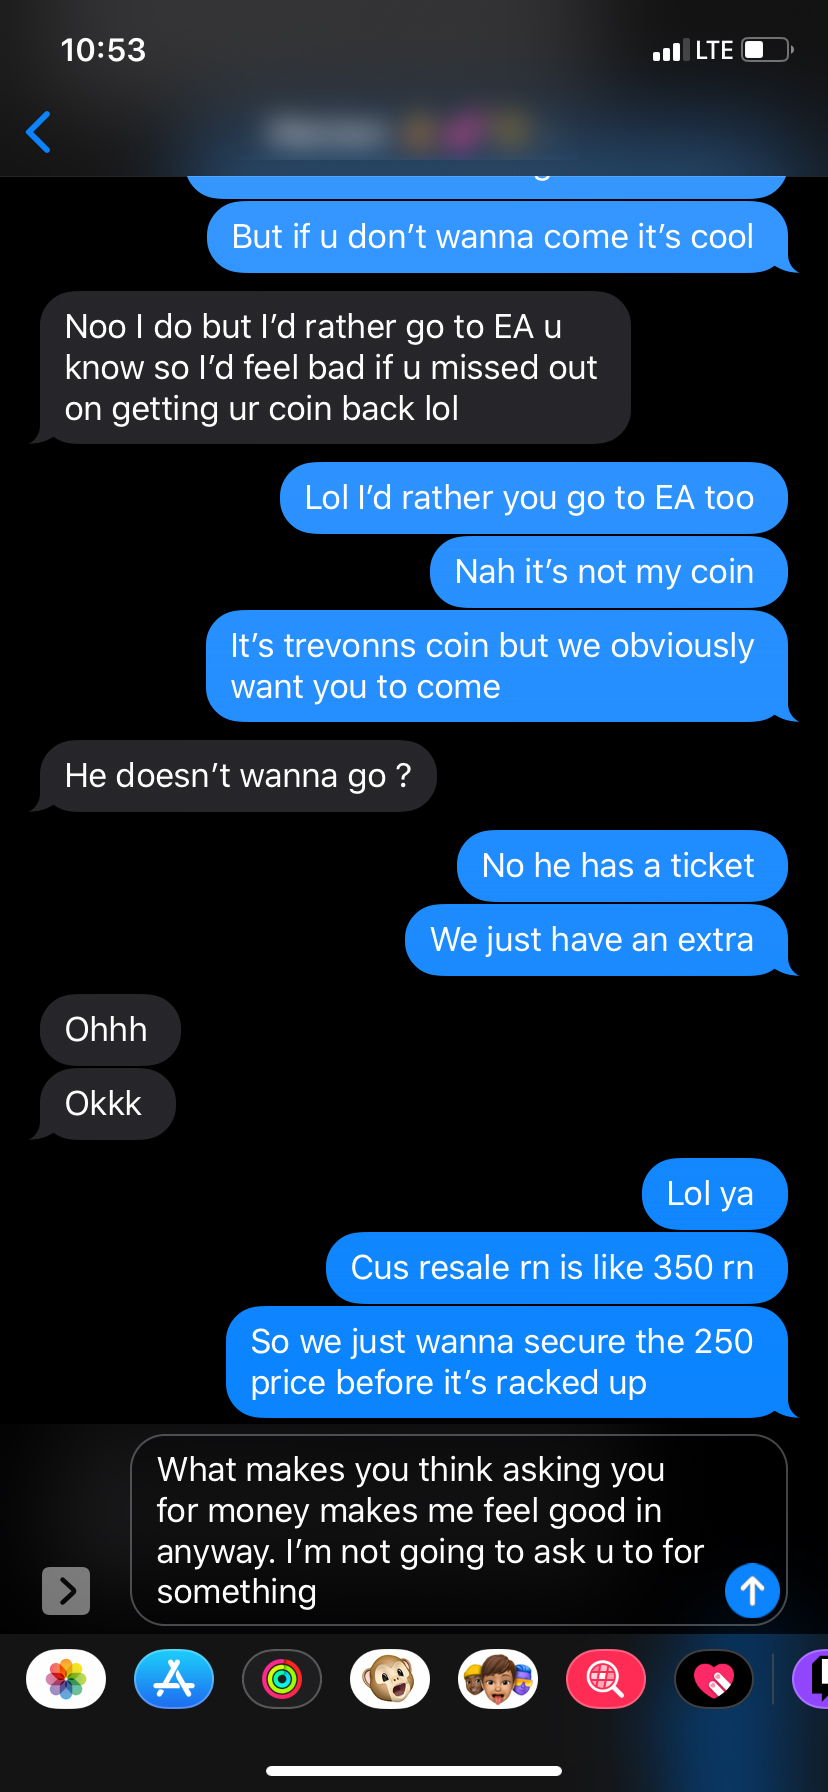 10:53
LTE
But if u don’t wanna come it’s cool
Noo I do but I’d rather go to EA u
know so I’d feel bad if u missed out
on getting ur coin back lol
Lol I’d rather you go to EA too
Nah it’s not my coin
It’s trevonns coin but we obviously
want you to come
He doesn’t wanna go ?
No he has a ticket
We just have an extra
Ohhh
Okkk
Lol ya
Cus resale rn is like 350 rn
So we just wanna secure the 250
price before it’s racked up
What makes you think asking you
for money makes me feel good in
anyway. I’m not going to ask u to for
something